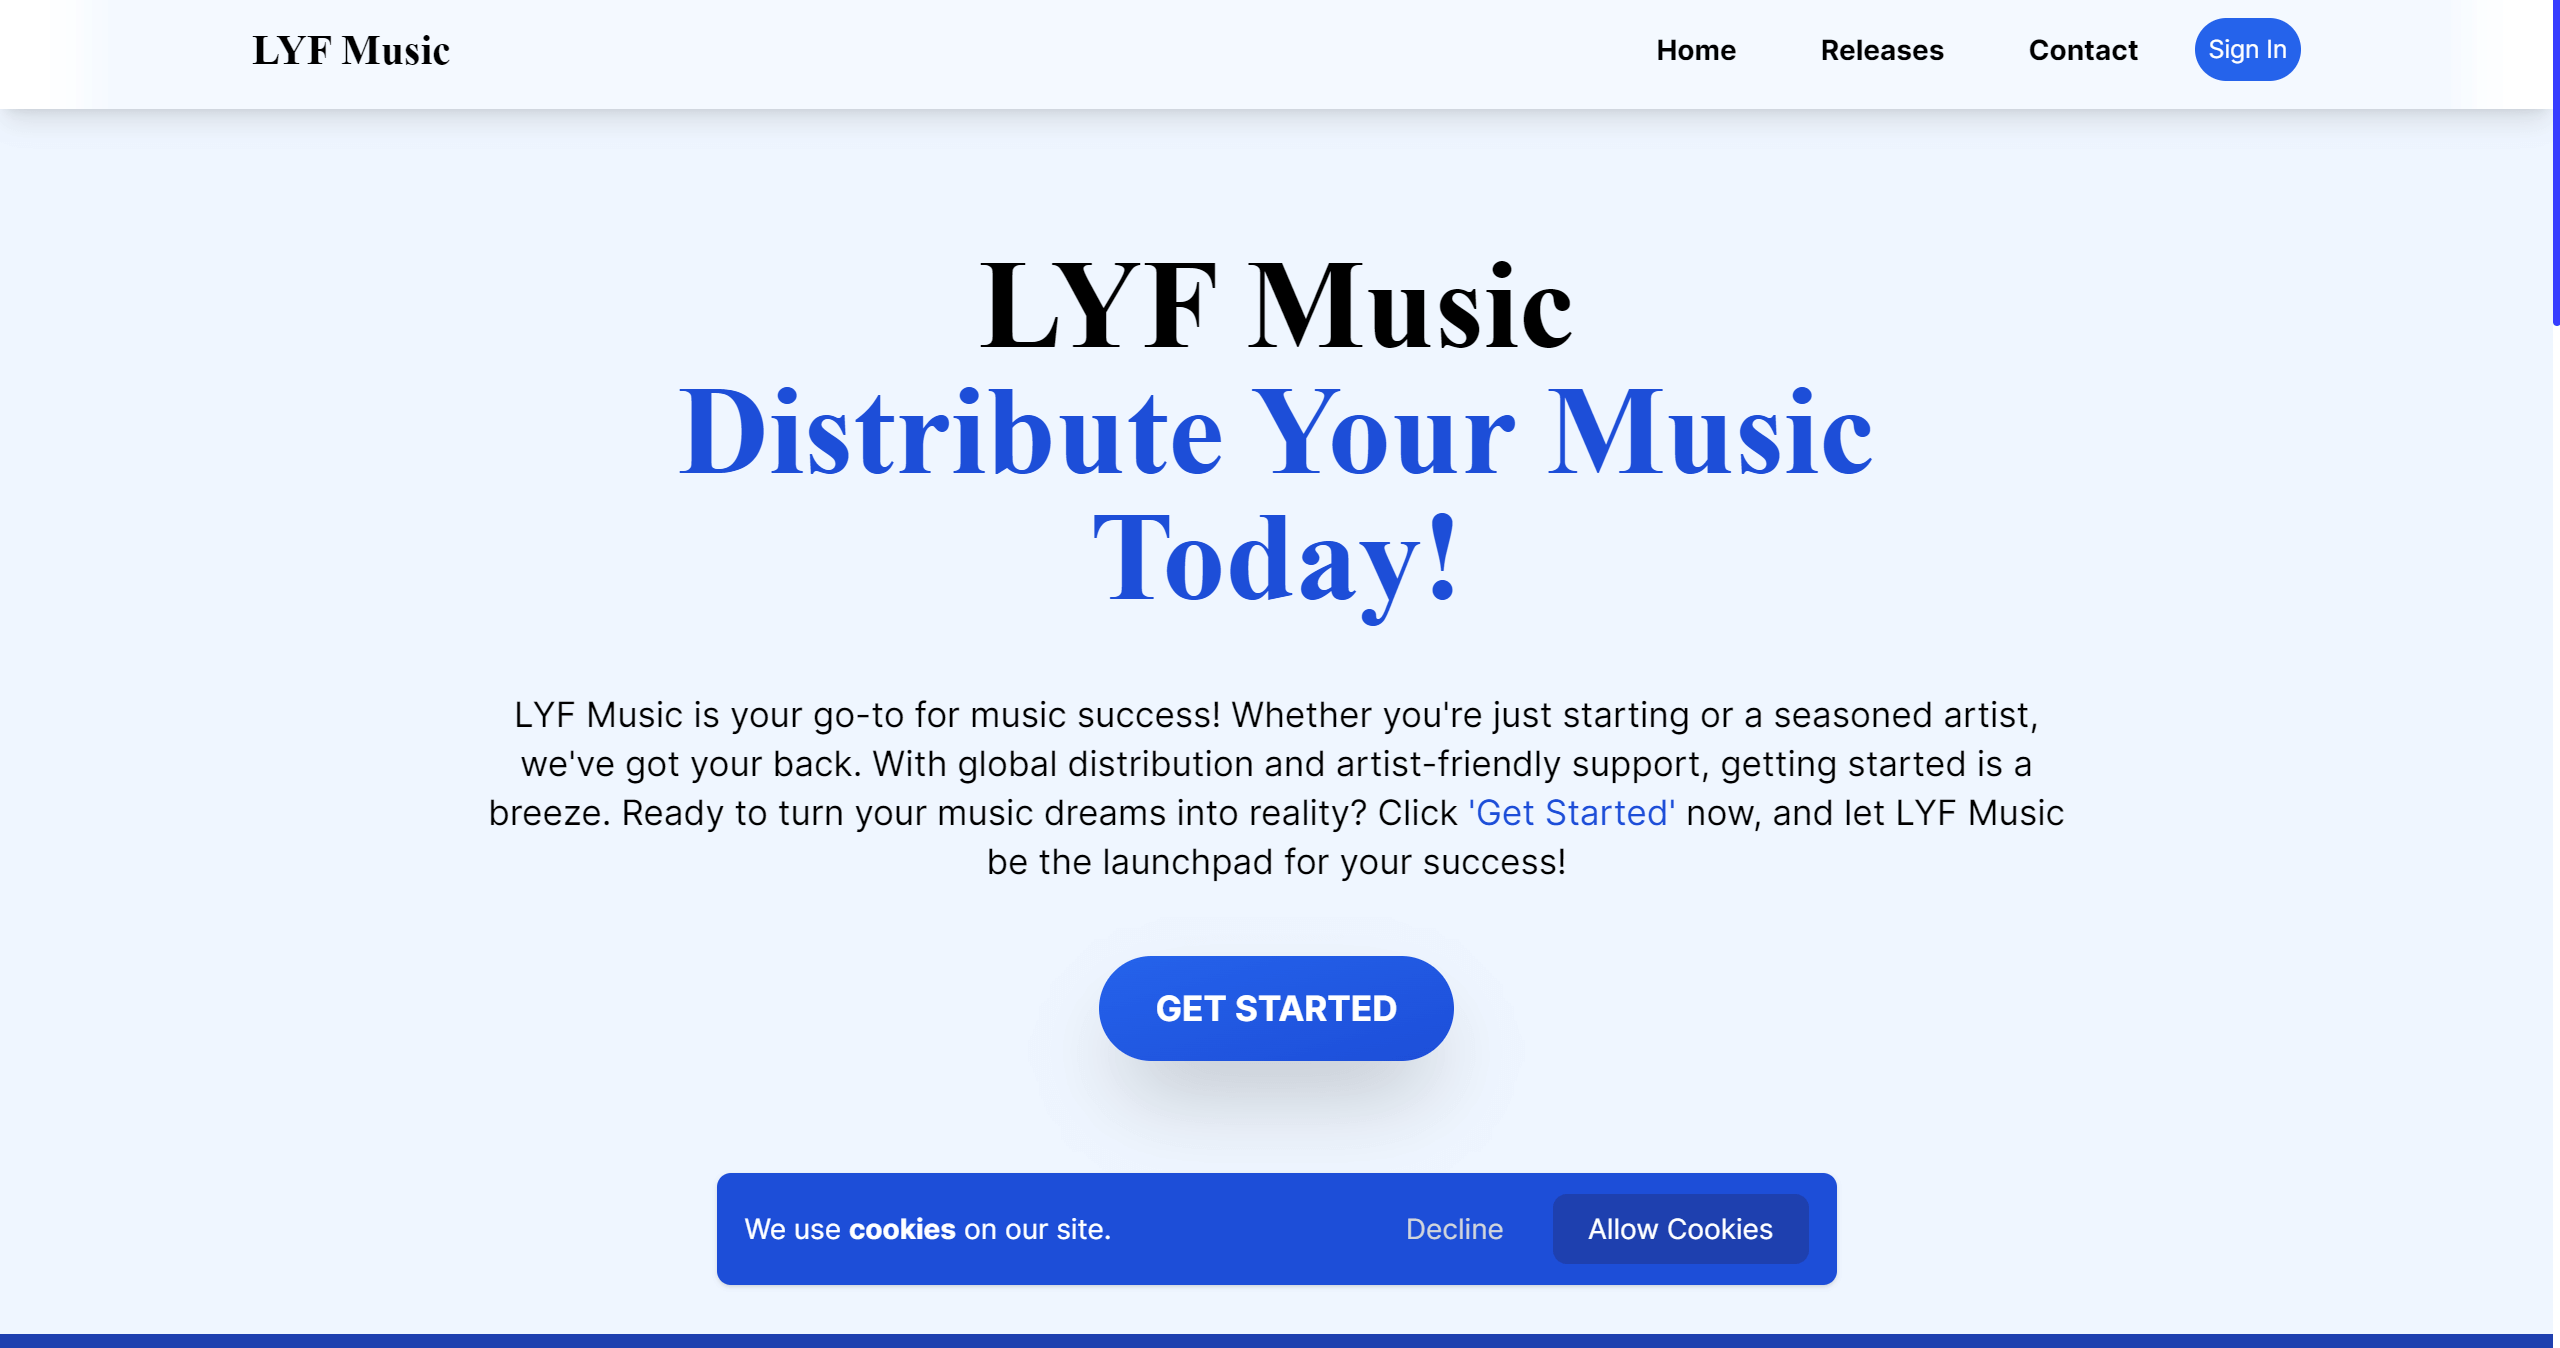 LYF Music
Home
Releases
Contact
Sign In
LYF Music
Distribute Your Music
Today!
LYF Music is your go-to for music success! Whether you're just starting or a seasoned artist,
we've got your back. With global distribution and artist-friendly support, getting started is a
breeze. Ready to turn your music dreams into reality? Click 'Get Started' now, and let LYF Music
be the launchpad for your success!
GET STARTED
We use cookies on our site.
Decline
Allow Cookies